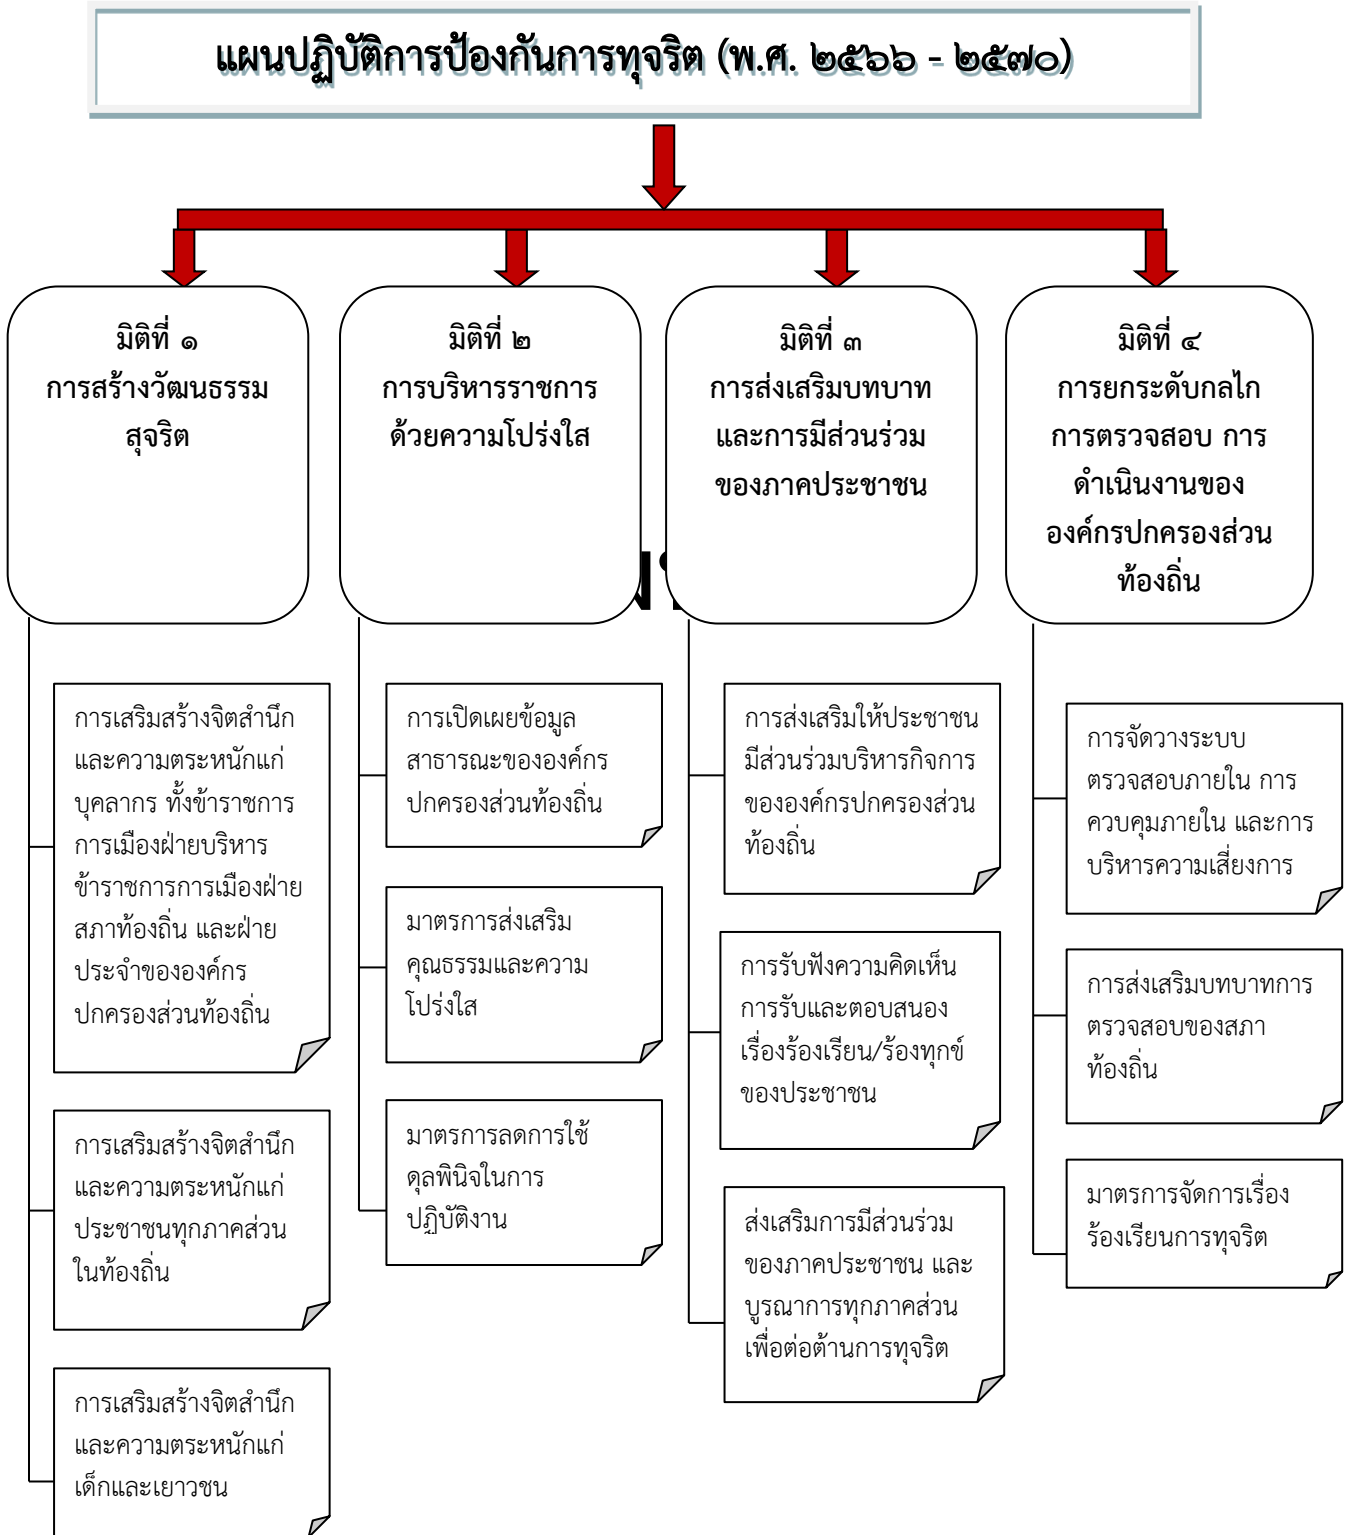 แผนปฏิบัติการป้องกันการทุจริต (พ.ศ. ๒๕๖๖ - ๒๕๗๐)
มิติที่ ๑
การสร้างวัฒนธรรม
สุจริต
มิติที่ ๒
การบริหารราชการ
ด้วยความโปร่งใส
มิติที่ ๓
การส่งเสริมบทบาท
และการมีส่วนร่วม
ของภาคประชาชน
มิติที่ ๔
การยกระดับกลไก
การตรวจสอบ การ
ดำเนินงานของ
องค์กรปกครองส่วน
ท้องถิ่น
การเสริมสร้างจิตสำนึก
และความตระหนักแก่
บุคลากร ทั้งข้าราชการ
การเมืองฝ่ายบริหาร
ข้าราชการการเมืองฝ่าย
สภาท้องถิ่น และฝ่าย
ประจำขององค์กร
ปกครองส่วนท้องถิ่น
การเสริมสร้างจิตสำนึก
และความตระหนักแก่
ประชาชนทุกภาคส่วน
ในท้องถิ่น
การเสริมสร้างจิตสำนึก
และความตระหนักแก่
เด็กและเยาวชน
การเปิดเผยข้อมูล
สาธารณะขององค์กร
ปกครองส่วนท้องถิ่น
มาตรการส่งเสริม
คุณธรรมและความ
โปร่งใส
มาตรการลดการใช้
ดุลพินิจในการ
ปฏิบัติงาน
การส่งเสริมให้ประชาชน
มีส่วนร่วมบริหารกิจการ
ขององค์กรปกครองส่วน
ท้องถิ่น
การรับฟังความคิดเห็น
การรับและตอบสนอง
เรื่องร้องเรียน/ร้องทุกข์
ของประชาชน
ส่งเสริมการมีส่วนร่วม
ของภาคประชาชน และ
บูรณาการทุกภาคส่วน
เพื่อต่อต้านการทุจริต
การจัดวางระบบ
ตรวจสอบภายใน การ
ควบคุมภายใน และการ
บริหารความเสี่ยงการ
การส่งเสริมบทบาทการ
ตรวจสอบของสภา
ท้องถิ่น
มาตรการจัดการเรื่อง
ร้องเรียนการทุจริต